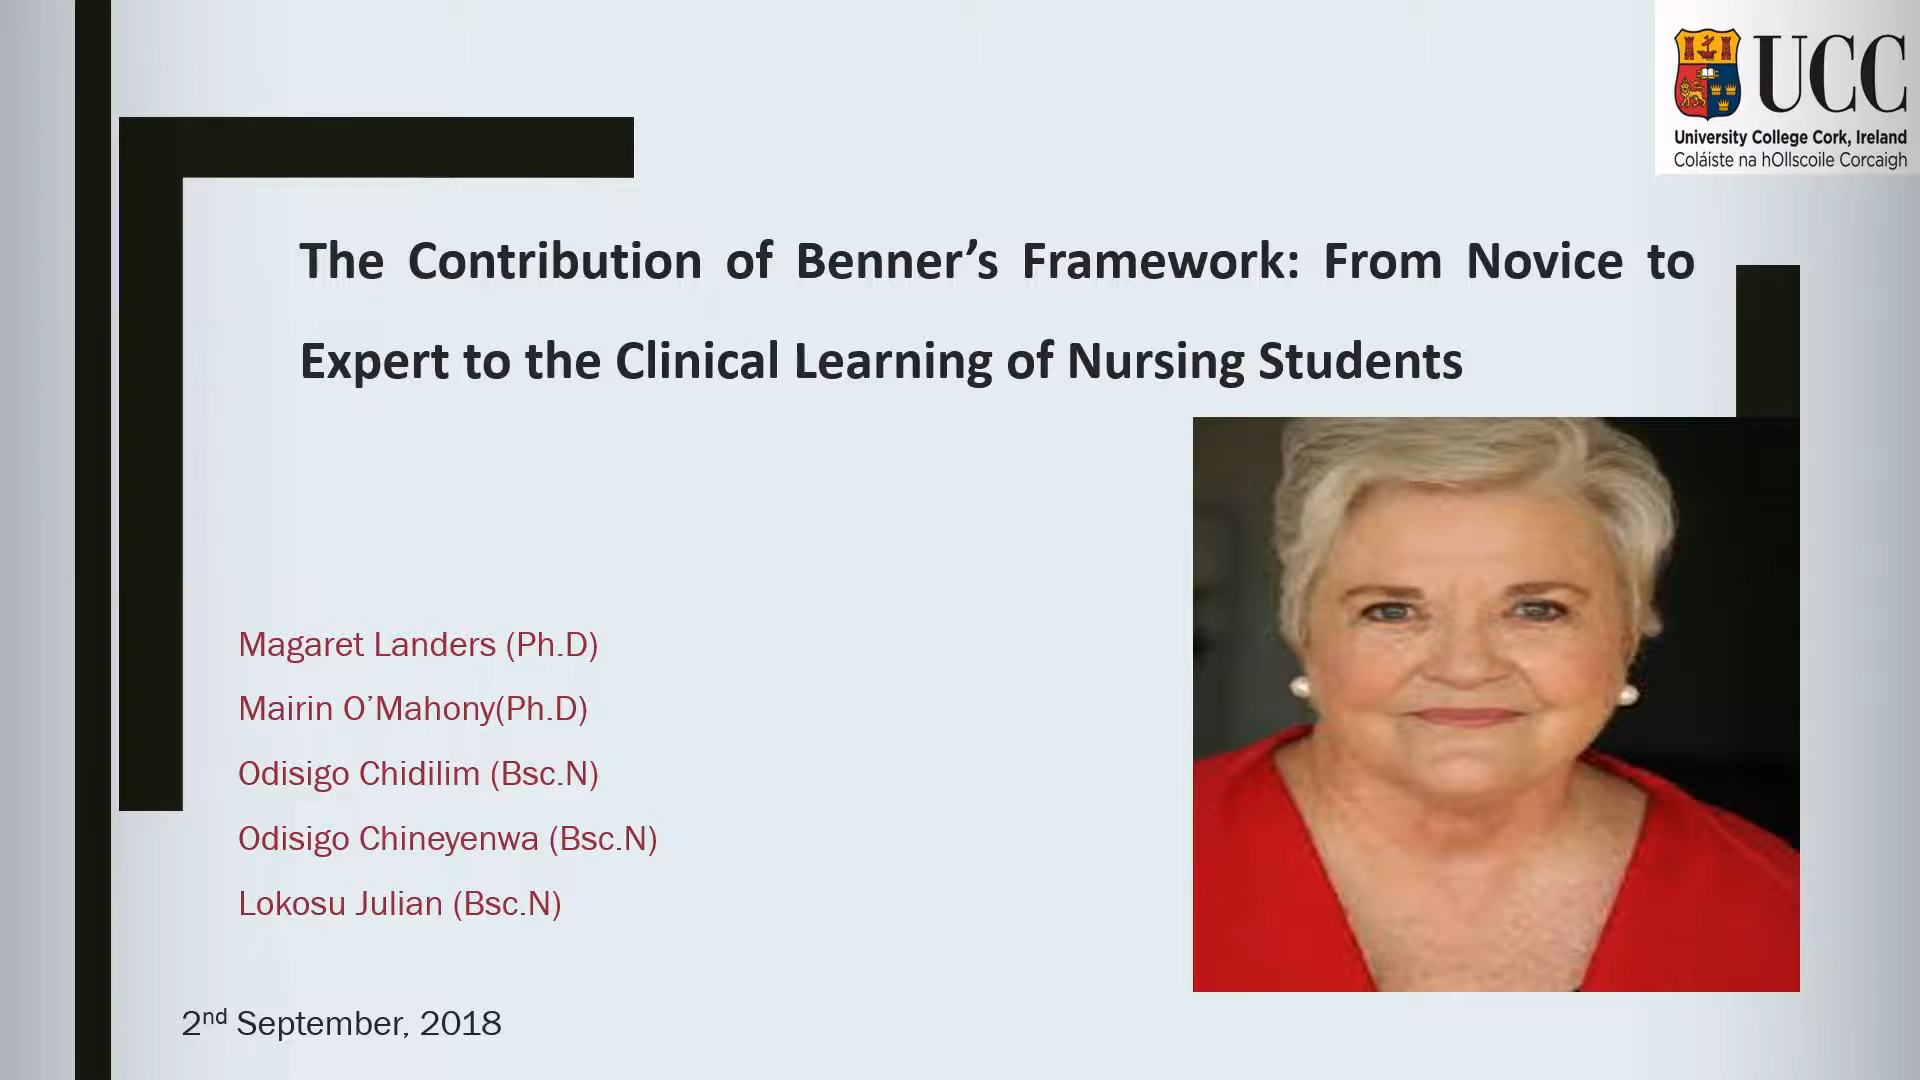 UCC
University College Cork, Ireland
Coláiste na hOllscoile Corcaigh
The Contribution of Benner’s Framework: From Novice to
Expert to the Clinical Learning of Nursing Students
Magaret Landers (Ph.D)
Mairin O’Mahony(Ph.D)
Odisigo Chidilim (Bsc.N)
Odisigo Chineyenwa (Bsc.N)
Lokosu Julian (Bsc.N)
2nd September, 2018